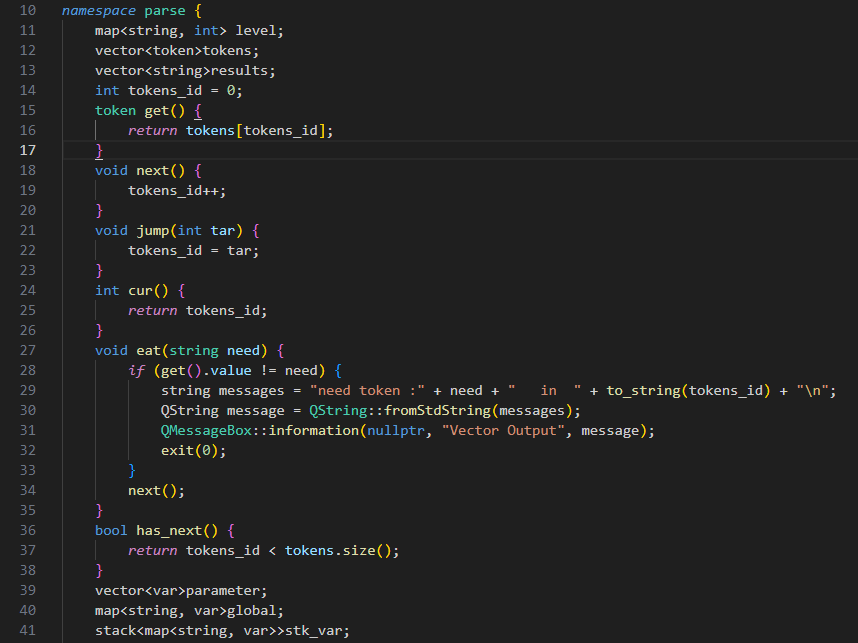 10 namespace parse {
11     map<string, int> level;
12     vector<token>tokens;
13     vector<string>results;
14     int tokens_id = 0;
15     token get() {
16         return tokens[tokens_id];
17     }
18     void next() {
19         tokens_id++;
20     }
21     void jump(int tar) {
22         tokens_id = tar;
23     }
24     int cur() {
25         return tokens_id;
26     }
27     void eat(string need) {
28         if (get().value != need) {
29             string messages = "need token :" + need + "   in  " + to_string(tokens_id) + "\n";
30             QString message = QString::fromStdString(messages);
31             QMessageBox::information(nullptr, "Vector Output", message);
32             exit(0);
33         }
34         next();
35     }
36     bool has_next() {
37         return tokens_id < tokens.size();
38     }
39     vector<var>parameter;
40     map<string, var>global;
41     stack<map<string, var>>stk_var;